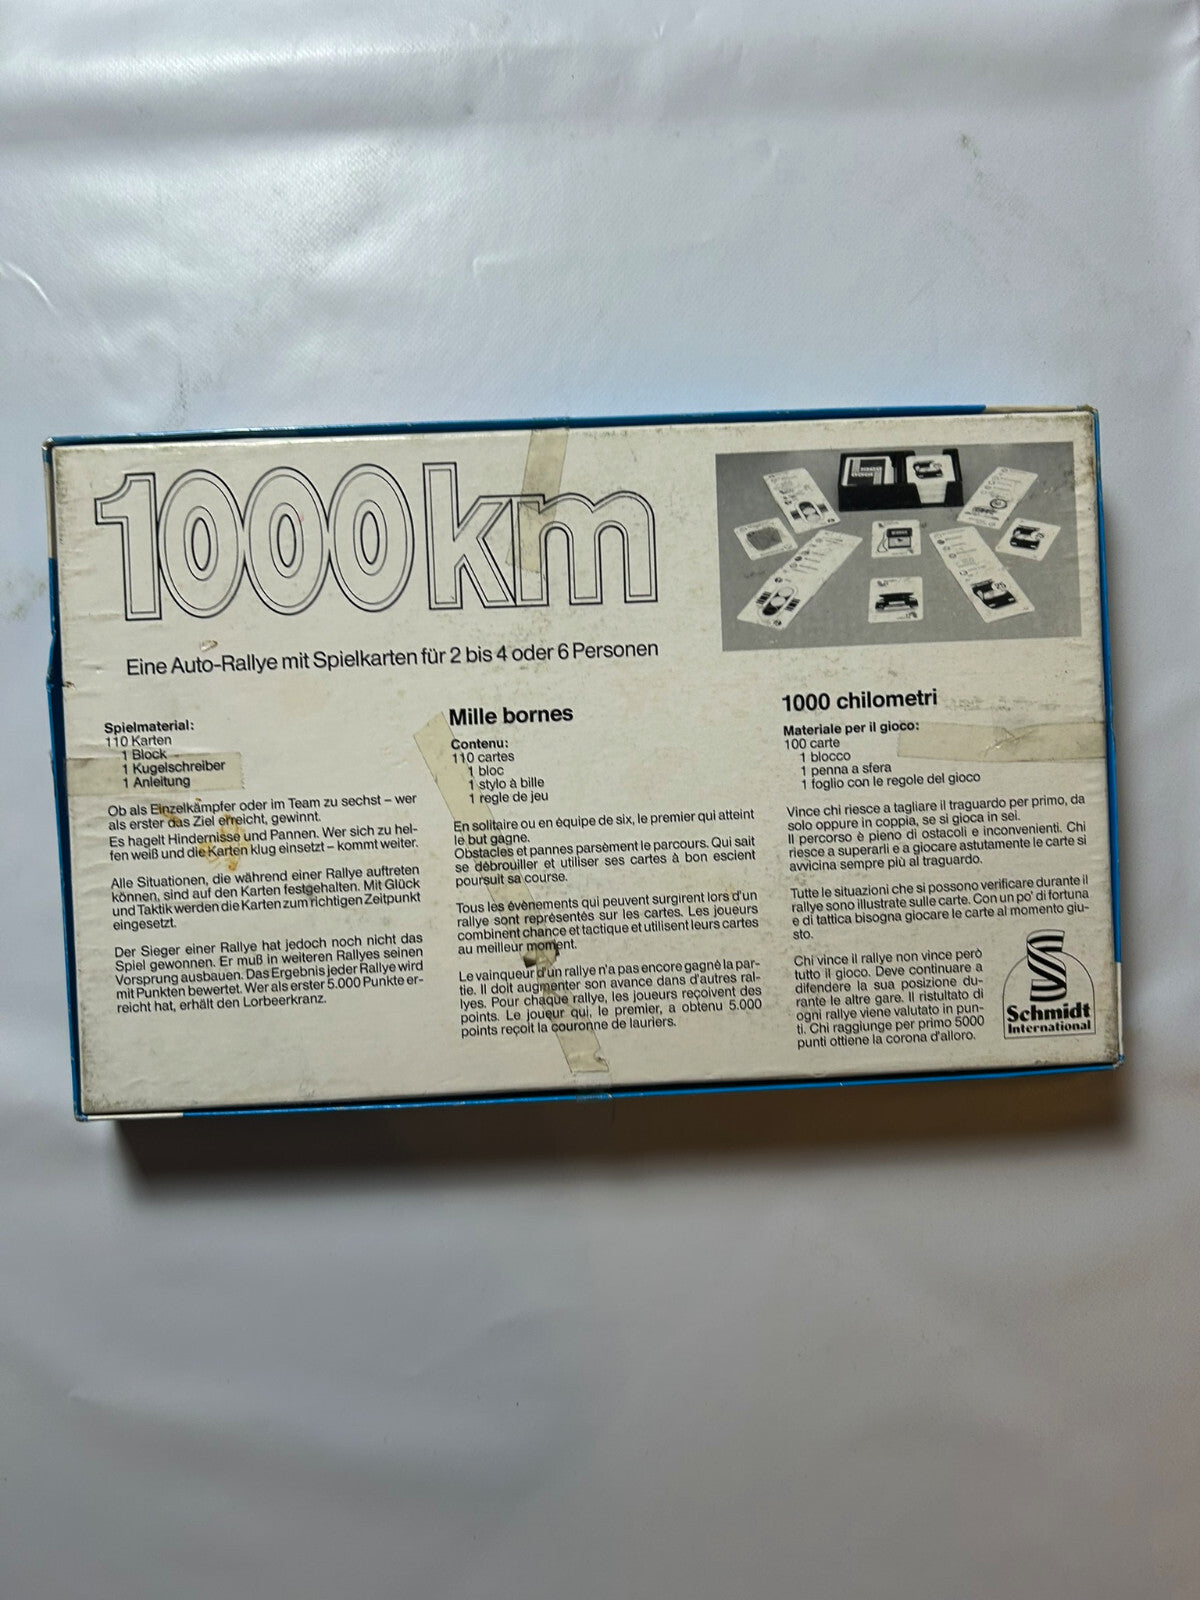 1000km
Eine Auto-Rallye mit Spielkarten für 2 bis 4 oder 6 Personen
Spielmaterial:
110 Karten
1 Block
1 Kugelschreiber
1 Anleitung
Ob als Einzelkämpfer oder im Team zu sechst – wer
als erster das Ziel erreicht, gewinnt.
Es hagelt Hindernisse und Pannen. Wer sich zu hel-
fen weiß und die Karten klug einsetzt – kommt weiter.
Alle Situationen, die während einer Rallye auftreten
können, sind auf den Karten festgehalten. Mit Glück
und Taktik werden die Karten zum richtigen Zeitpunkt
eingesetzt.
Der Sieger einer Rallye hat jedoch noch nicht das
Spiel gewonnen. Er muß in weiteren Rallyes seinen
Vorsprung ausbauen. Das Ergebnis jeder Rallye wird
mit Punkten bewertet. Wer als erster 5.000 Punkte er-
reicht hat, erhält den Lorbeerkranz.
Mille bornes
Contenu:
110 cartes
1 bloc
1 stylo à bille
1 regle de jeu
En solitaire ou en équipe de six, le premier qui atteint
le but gagne.
Obstacles et pannes parsèment le parcours. Qui sait
se débrouiller et utiliser ses cartes à bon escient
poursuit sa course.
Tous les évènements qui peuvent surgirent lors d'un
rallye sont représentés sur les cartes. Les joueurs
combinent chance et tactique et utilisent leurs cartes
au meilleur moment.
Le vainqueur d'un rallye n'a pas encore gagné la par-
tie. Il doit augmenter son avance dans d'autres ral-
lyes. Pour chaque rallye, les joueurs reçoivent des
points. Le joueur qui, le premier, a obtenu 5.000
points reçoit la couronne de lauriers.
1000 chilometri
Materiale per il gioco:
100 carte
1 blocco
1 penna a sfera
1 foglio con le regole del gioco
Vince chi riesce a tagliare il traguardo per primo, da
solo oppure in coppia, se si gioca in sei.
Il percorso è pieno di ostacoli e inconvenienti. Chi
riesce a superarli e a giocare astutamente le carte si
avvicina sempre più al traguardo.
Tutte le situazioni che si possono verificare durante il
rallye sono illustrate sulle carte. Con un po' di fortuna
e di tattica bisogna giocare le carte al momento giu-
sto.
Chi vince il rallye non vince però
tutto il gioco. Deve continuare a
difendere la sua posizione du-
rante le altre gare. Il ristultato di
ogni rallye viene valutato in pun-
ti. Chi raggiunge per primo 5000
punti ottiene la corona d'alloro.
Schmidt
International